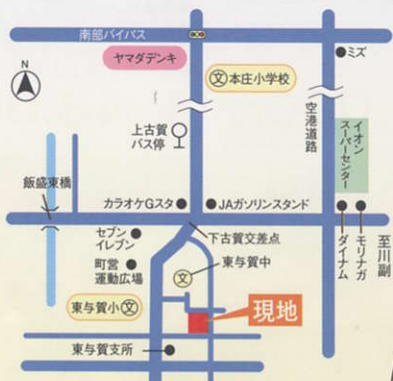 南部バイパス
ヤマダデンキ
ミズ
N
文本庄小学校
上古賀
バス停
空港道路
イオン
スーパーセンター
飯盛東橋
カラオケGスタ
JAガソリンスタンド
セブン
イレブン
下古賀交差点
ダイナム
モリナガ
至川副
町営
運動広場
文
東与賀中
東与賀小文
現地
東与賀支所